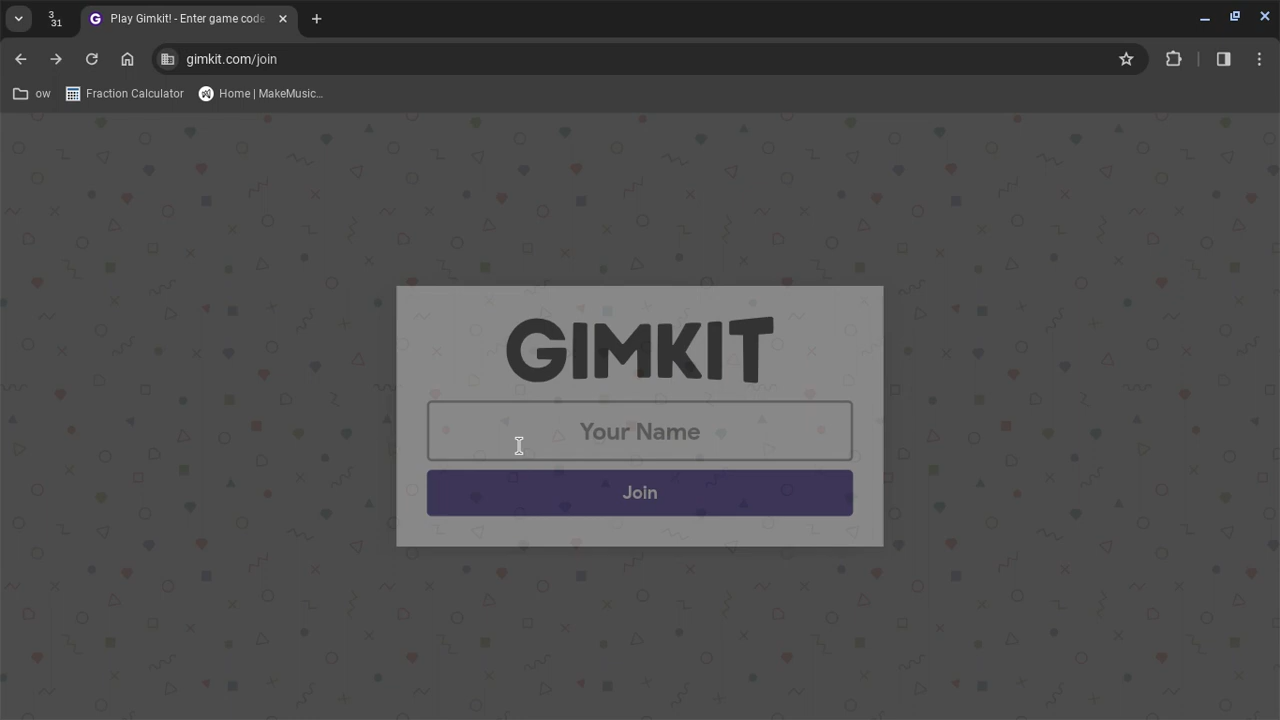 3
31
Play Gimkit! - Enter game code
gimkit.com/join
ow
Fraction Calculator
Home | MakeMusic...
GIMKIT
Your Name
Join